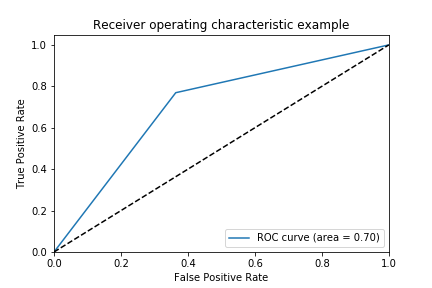 Receiver operating characteristic example
True Positive Rate
1.0
0.8
0.6
0.4
0.2
0.0
ROC curve (area = 0.70)
0.0 0.2 0.4 0.6 0.8 1.0
False Positive Rate